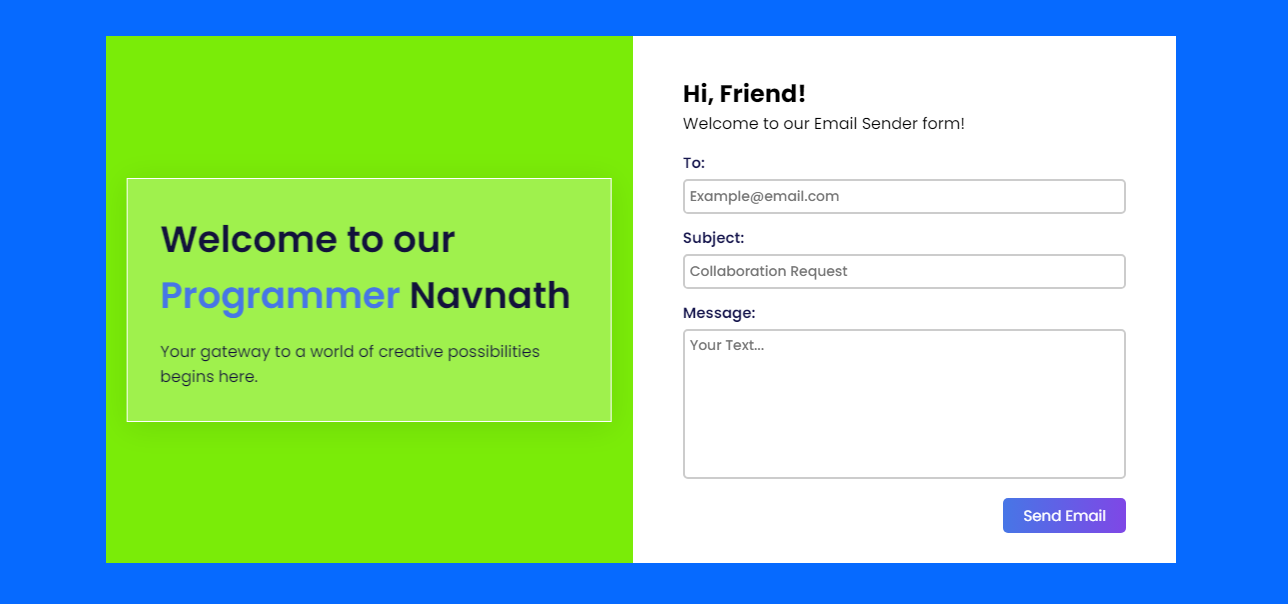 Welcome to our
Programmer Navnath
Your gateway to a world of creative possibilities
begins here.
Hi, Friend!
Welcome to our Email Sender form!
To:
Example@email.com
Subject:
Collaboration Request
Message:
Your Text...
Send Email